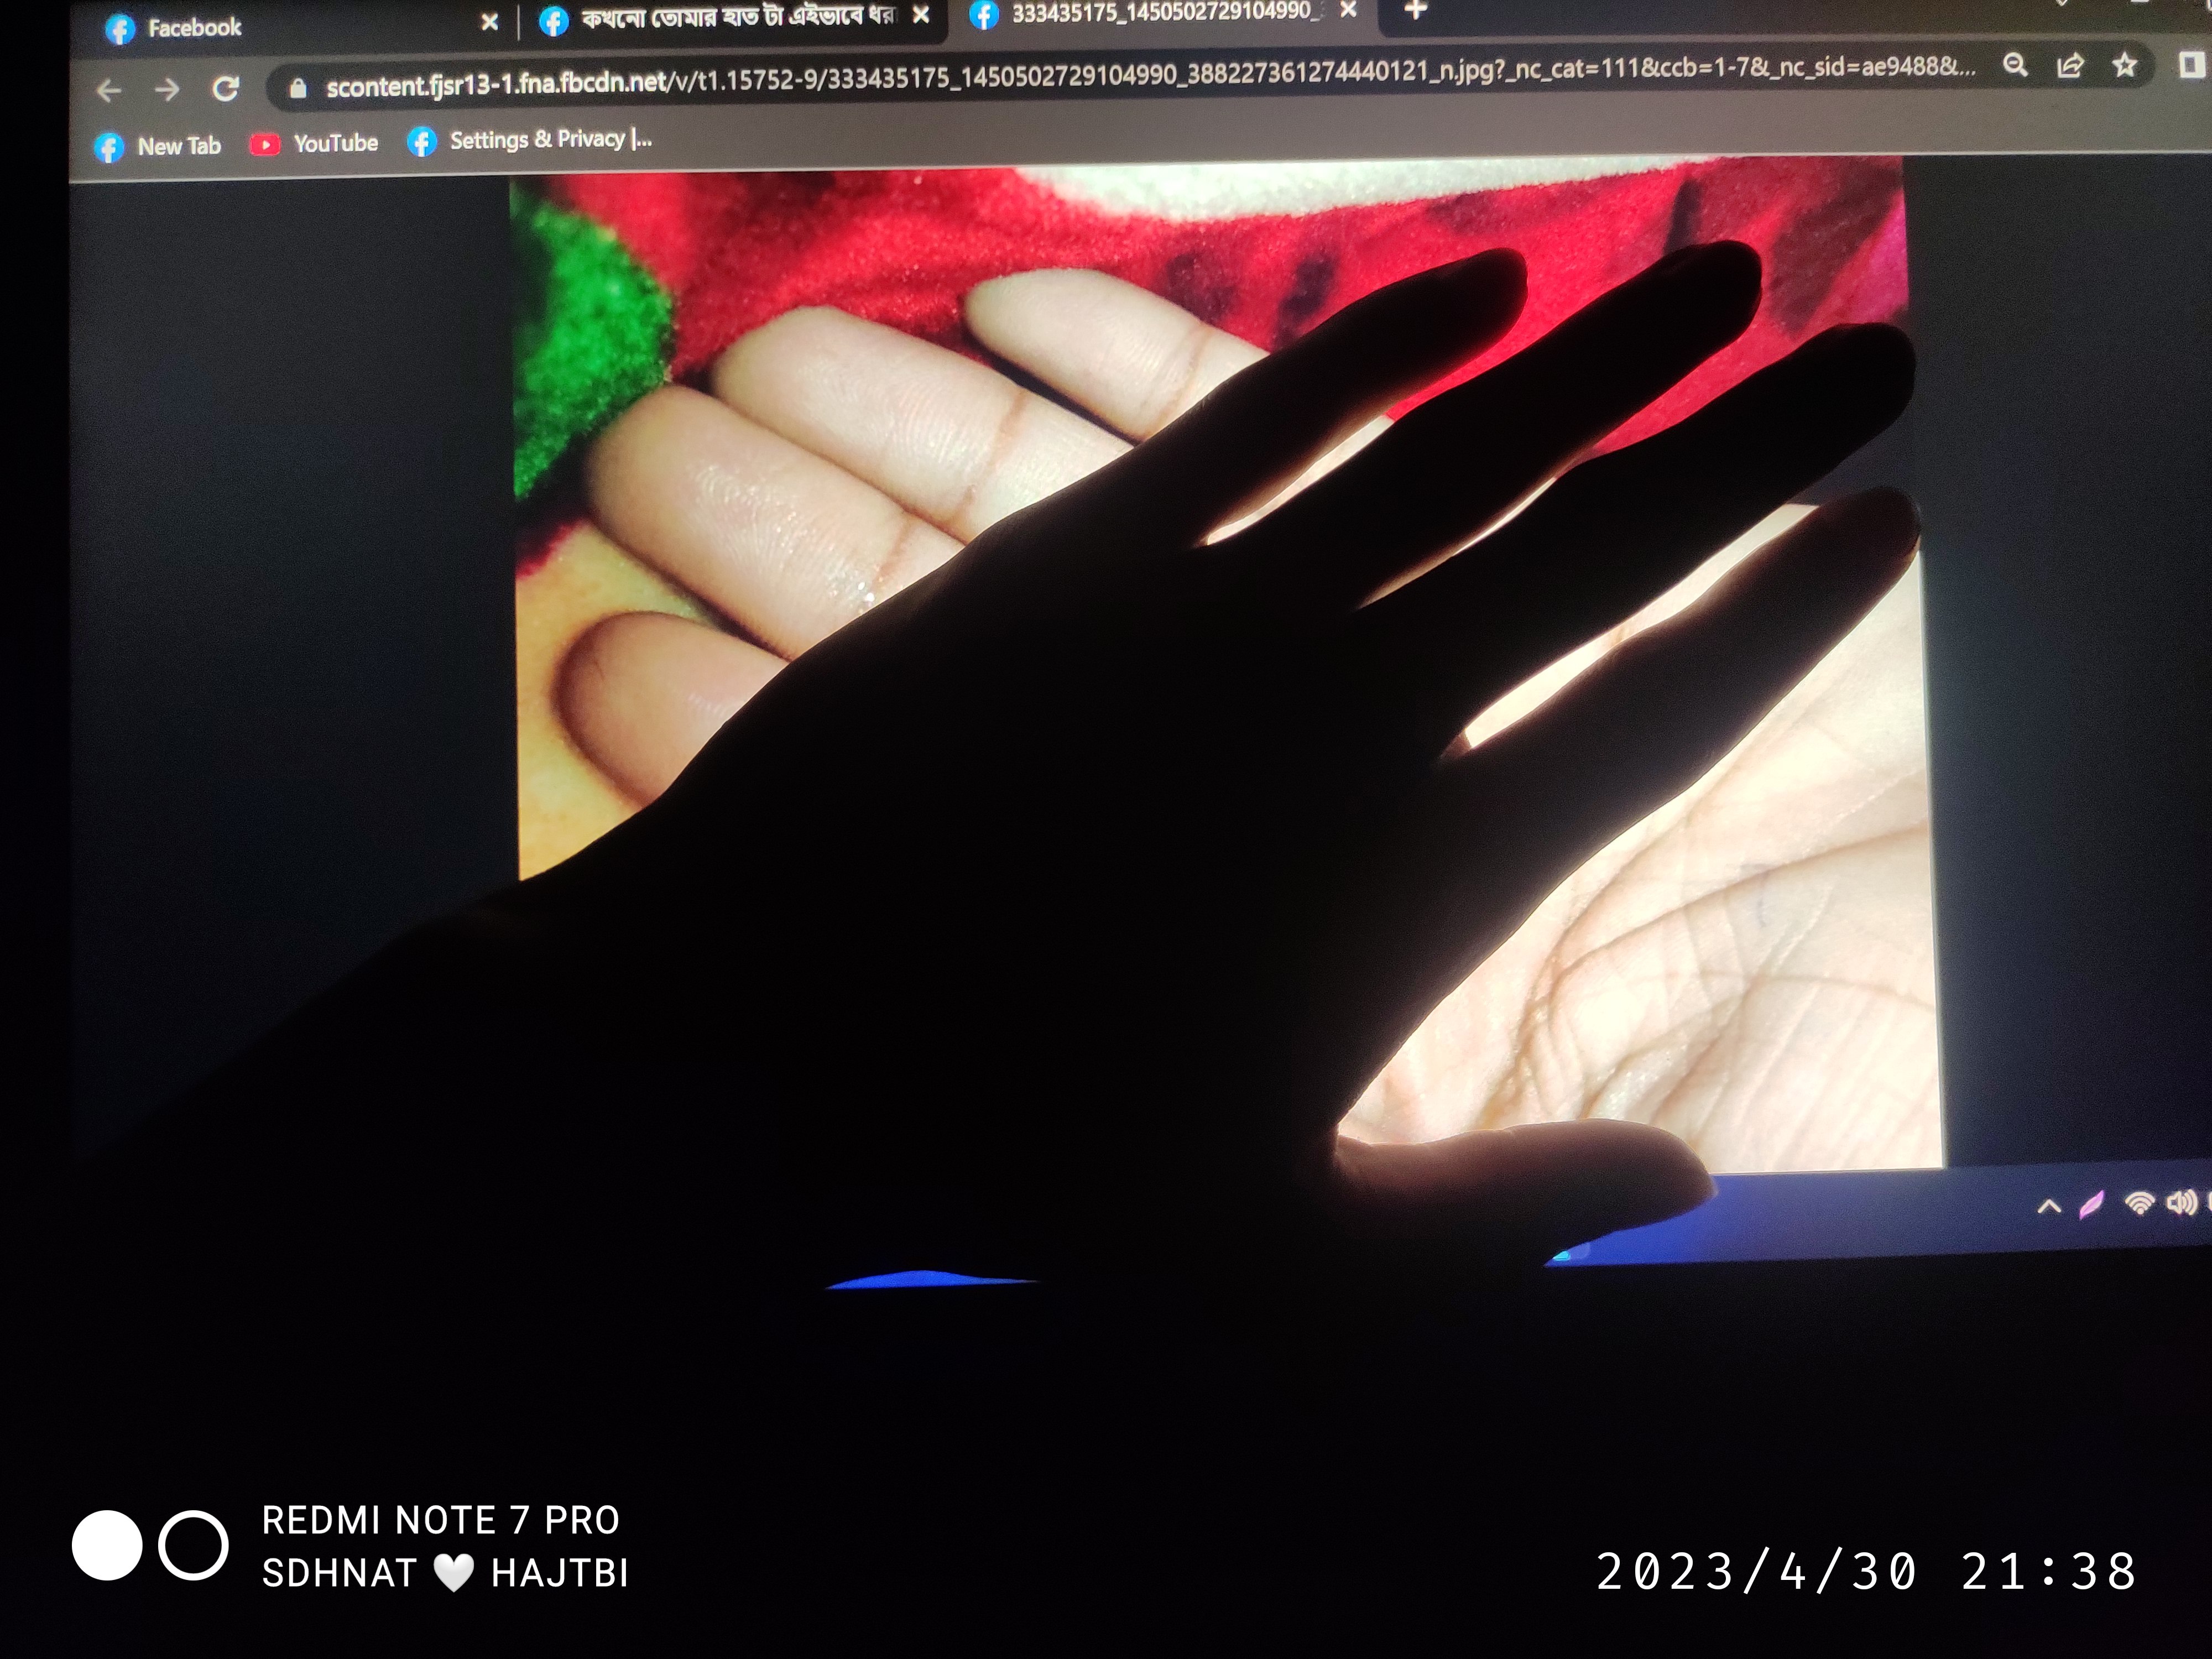 Facebook
কখনো তোমার হাত টা এইভাবে ধরা
333435175_1450502729104990_
scontent.fjsr13-1.fna.fbcdn.net/v/t1.15752-9/333435175_1450502729104990_388227361274440121_n.jpg?_nc_cat=111&ccb=1-7&_nc_sid=ae9488&...
New Tab
YouTube
Settings & Privacy |...
REDMI NOTE 7 PRO
SDHNAT 🤍 HAJTBI
2023/4/30 21:38